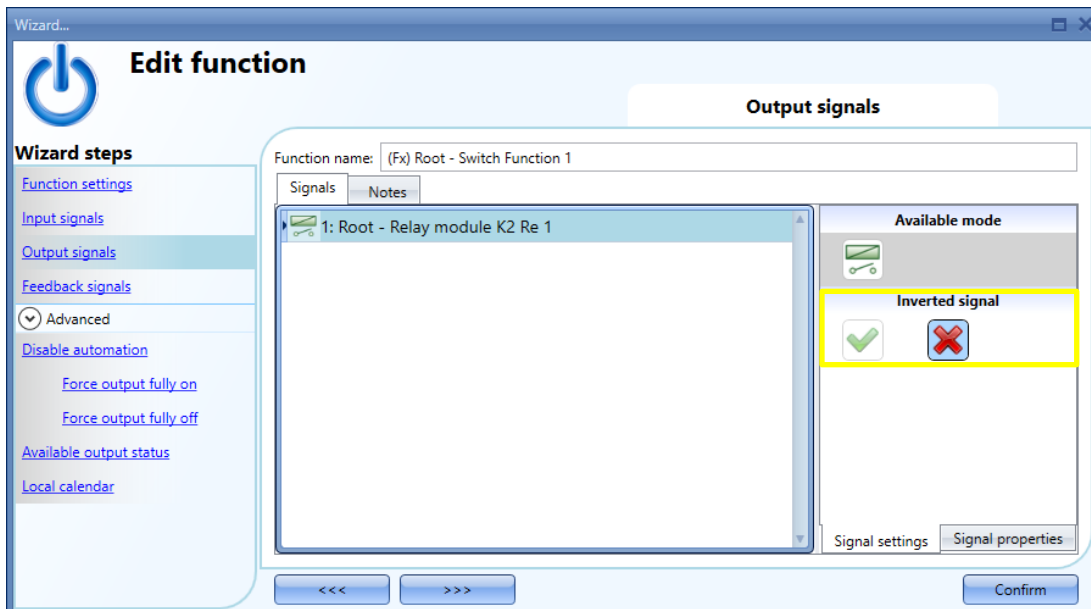 Wizard...
Edit function
Output signals
Wizard steps
Function settings
Input signals
Output signals
Feedback signals
Advanced
Disable automation
Force output fully on
Force output fully off
Available output status
Local calendar
Function name: (Fx) Root - Switch Function 1
Signals Notes
1: Root - Relay module K2 Re 1
Available mode
Inverted signal
Signal settings Signal properties
<<< >>> Confirm